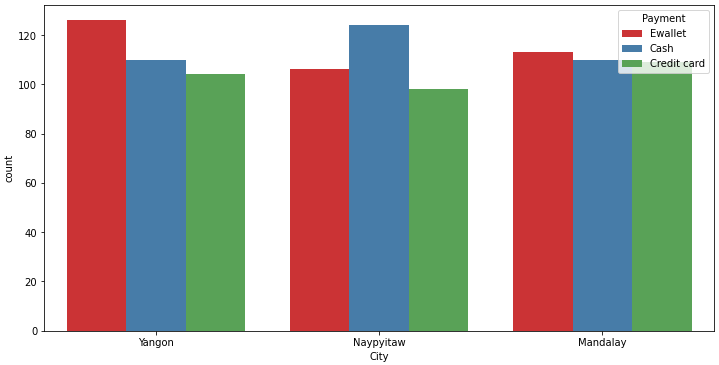 Payment
Ewallet
Cash
Credit card
120
100
80
60
40
20
0
count
Yangon
Naypyitaw
Mandalay
City